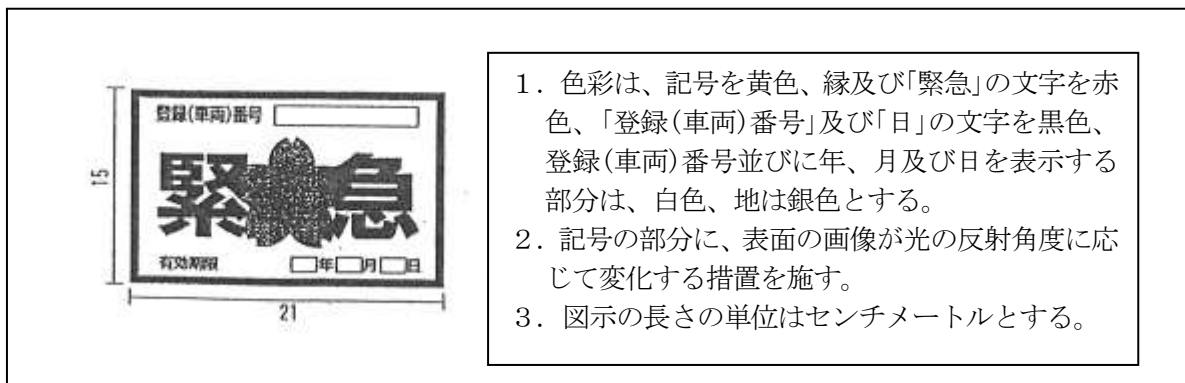 登録(車両)番号
緊急
有効期限 年 月 日
15
21
1．色彩は、記号を黄色、縁及び「緊急」の文字を赤
色、「登録(車両)番号」及び「日」の文字を黒色、
登録(車両)番号並びに年、月及び日を表示する
部分は、白色、地は銀色とする。
2．記号の部分に、表面の画像が光の反射角度に応
じて変化する措置を施す。
3．図示の長さの単位はセンチメートルとする。